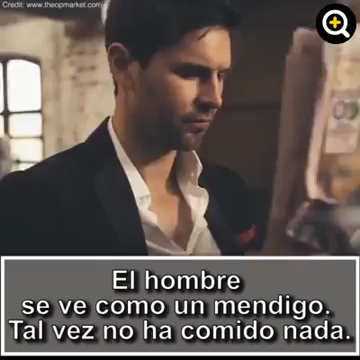 Credit: www.theopmarket.com
El hombre
se ve como un mendigo.
Tal vez no ha comido nada.